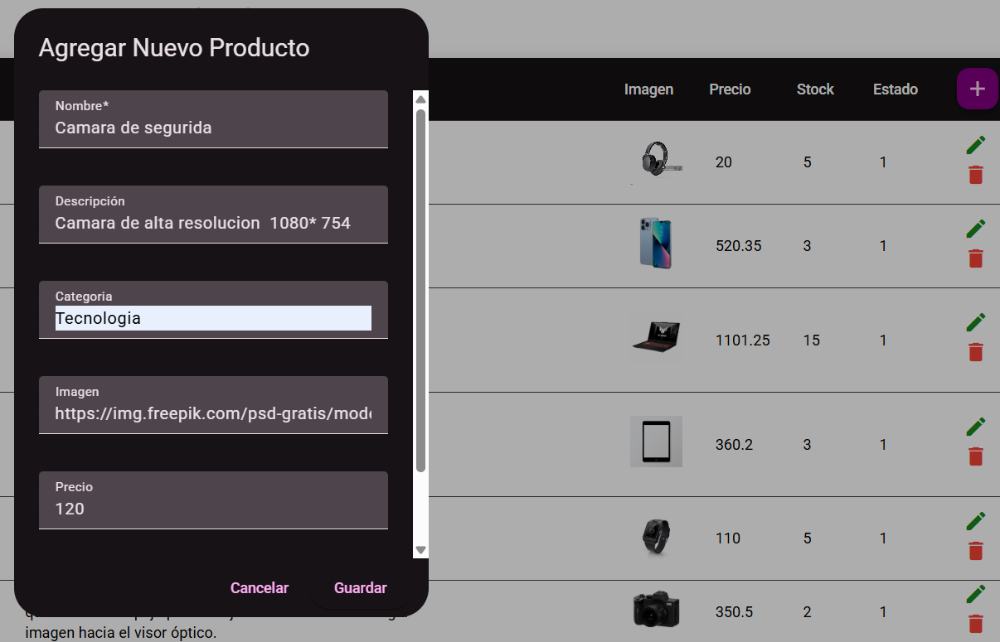 Agregar Nuevo Producto
Nombre*
Camara de segurida
Descripción
Camara de alta resolucion 1080* 754
Categoria
Tecnologia
Imagen
https://img.freepik.com/psd-gratis/mod
Precio
120
Cancelar
Guardar
imagen hacia el visor óptico.
Imagen Precio Stock Estado +
20 5 1
520.35 3 1
1101.25 15 1
360.2 3 1
110 5 1
350.5 2 1